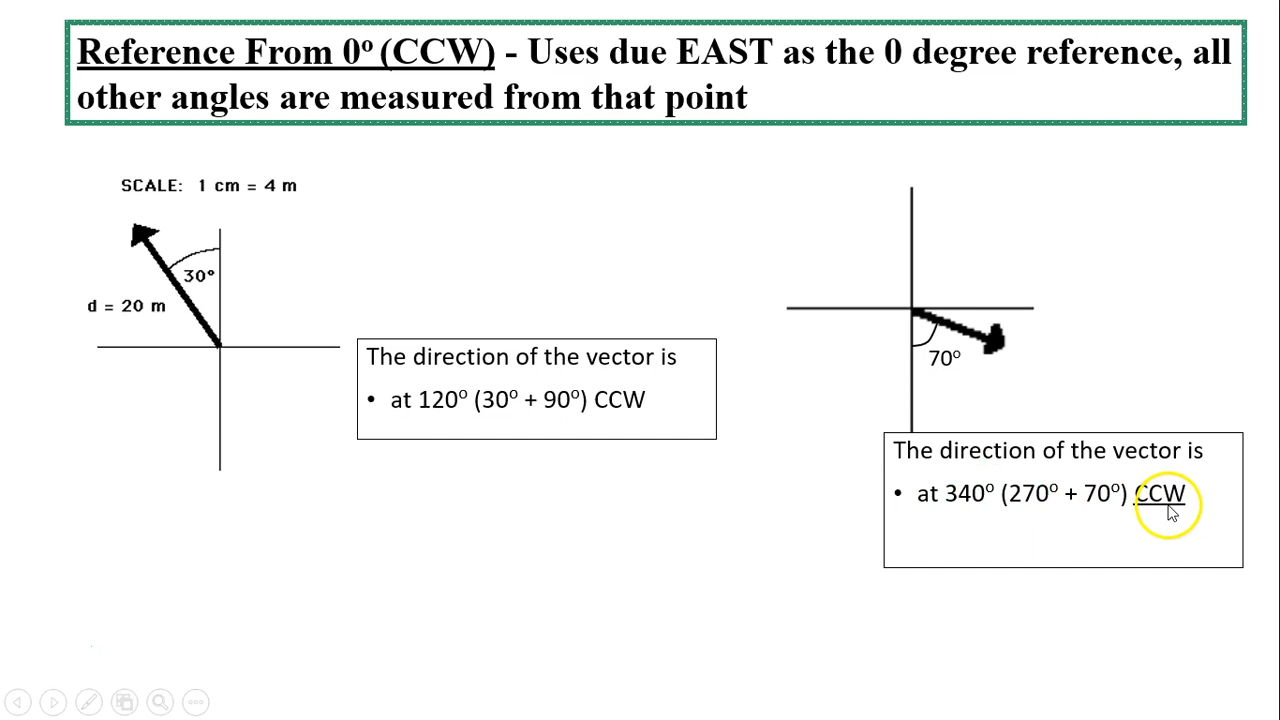 Reference From 0º (CCW) - Uses due EAST as the 0 degree reference, all
other angles are measured from that point
SCALE: 1 cm = 4 m
30°
d = 20 m
The direction of the vector is
• at 120º (30º + 90º) CCW
70º
The direction of the vector is
• at 340º (270º + 70º) CCW